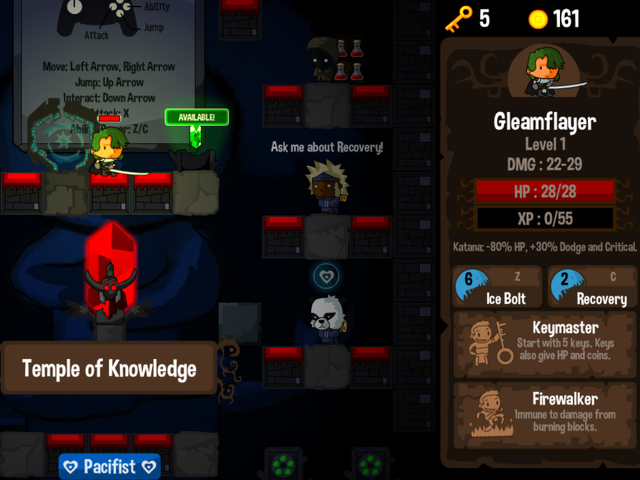 Ability
Attack
Jump
Move: Left Arrow, Right Arrow
Jump: Up Arrow
Interact: Down Arrow
Attack: X
Z/C
AVAILABLE!
Ask me about Recovery!
Temple of Knowledge
Pacifist
5
161
Gleamflayer
Level 1
DMG : 22-29
HP : 28/28
XP : 0/55
Katana: -80% HP, +30% Dodge and Critical.
6 Z
Ice Bolt
2 C
Recovery
Keymaster
Start with 5 keys, Keys
also give HP and coins.
Firewalker
Immune to damage from
burning blocks.